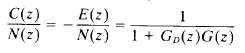 C(z)/N(z) = − E(z)/N(z) = 1/(1 + G_D(z)G(z))